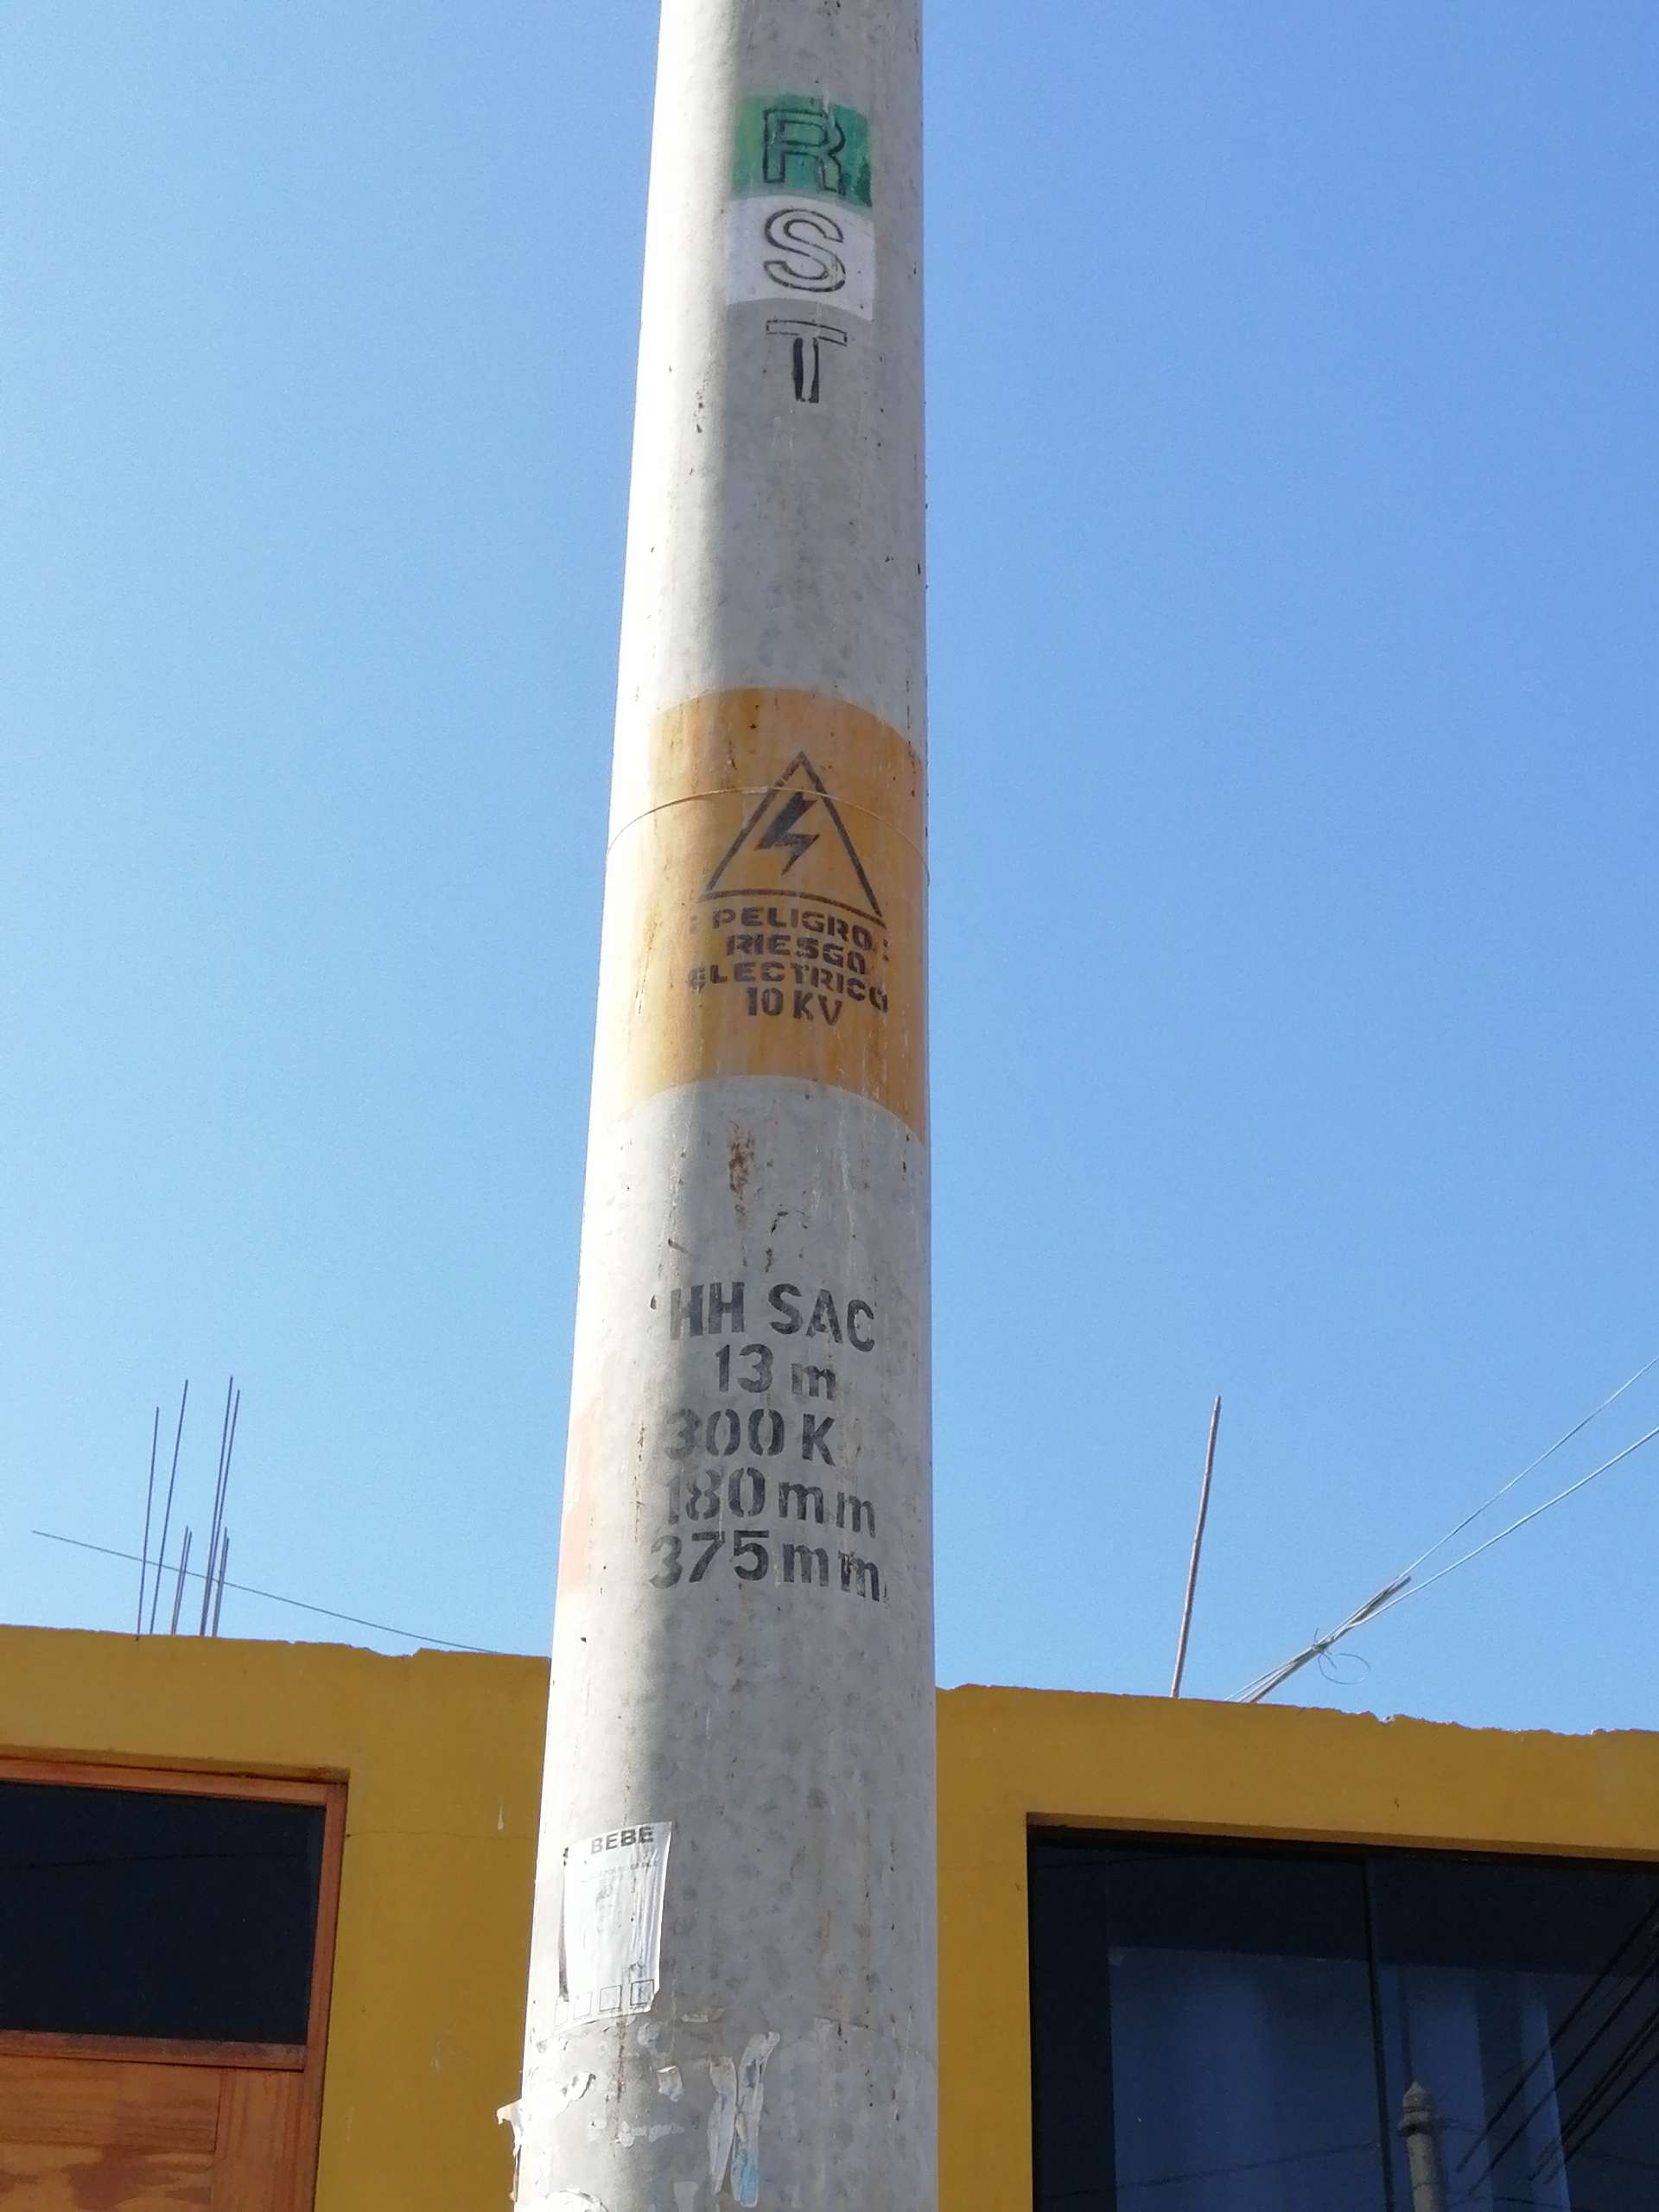 R
S
T
PELIGRO
RIESGO
ELECTRICO
10 KV
HH SAC
13 m
300 K
180 mm
375 mm
BEBE